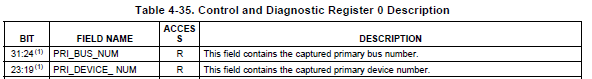 Table 4-35. Control and Diagnostic Register 0 Description
BIT FIELD NAME ACCES
S DESCRIPTION
31:24(1) PRI_BUS_NUM R This field contains the captured primary bus number.
23:19(1) PRI_DEVICE_ NUM R This field contains the captured primary device number.